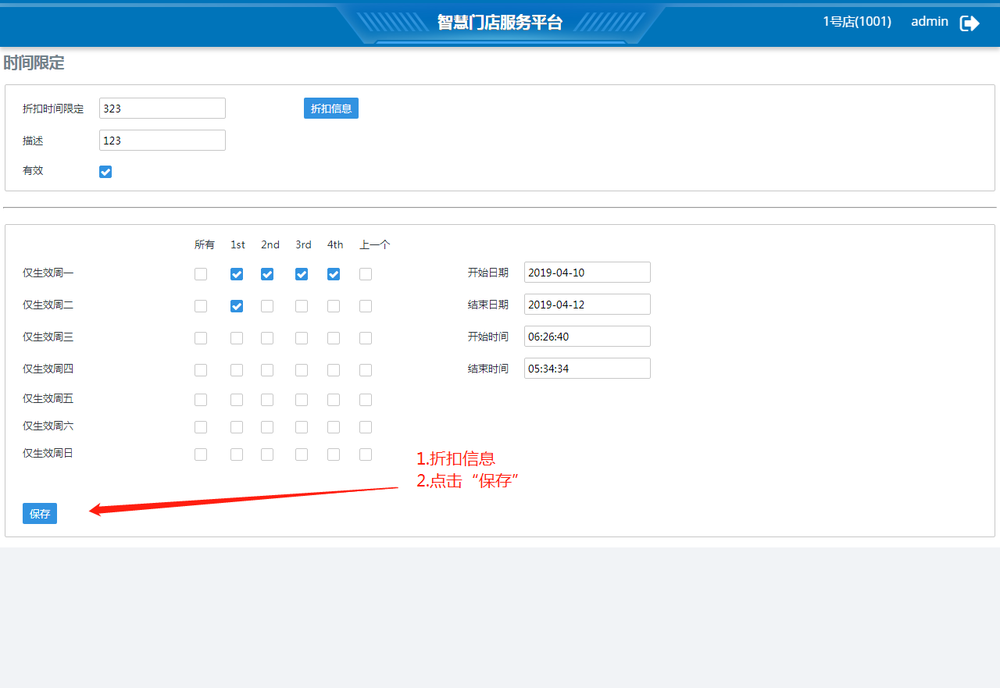 智慧门店服务平台
1号店(1001) admin
时间限定
折扣时间限定 323 折扣信息
描述 123
有效
所有 1st 2nd 3rd 4th 上一个
仅生效周一 开始日期 2019-04-10
仅生效周二 结束日期 2019-04-12
仅生效周三 开始时间 06:26:40
仅生效周四 结束时间 05:34:34
仅生效周五
仅生效周六
仅生效周日
1.折扣信息
2.点击“保存”
保存